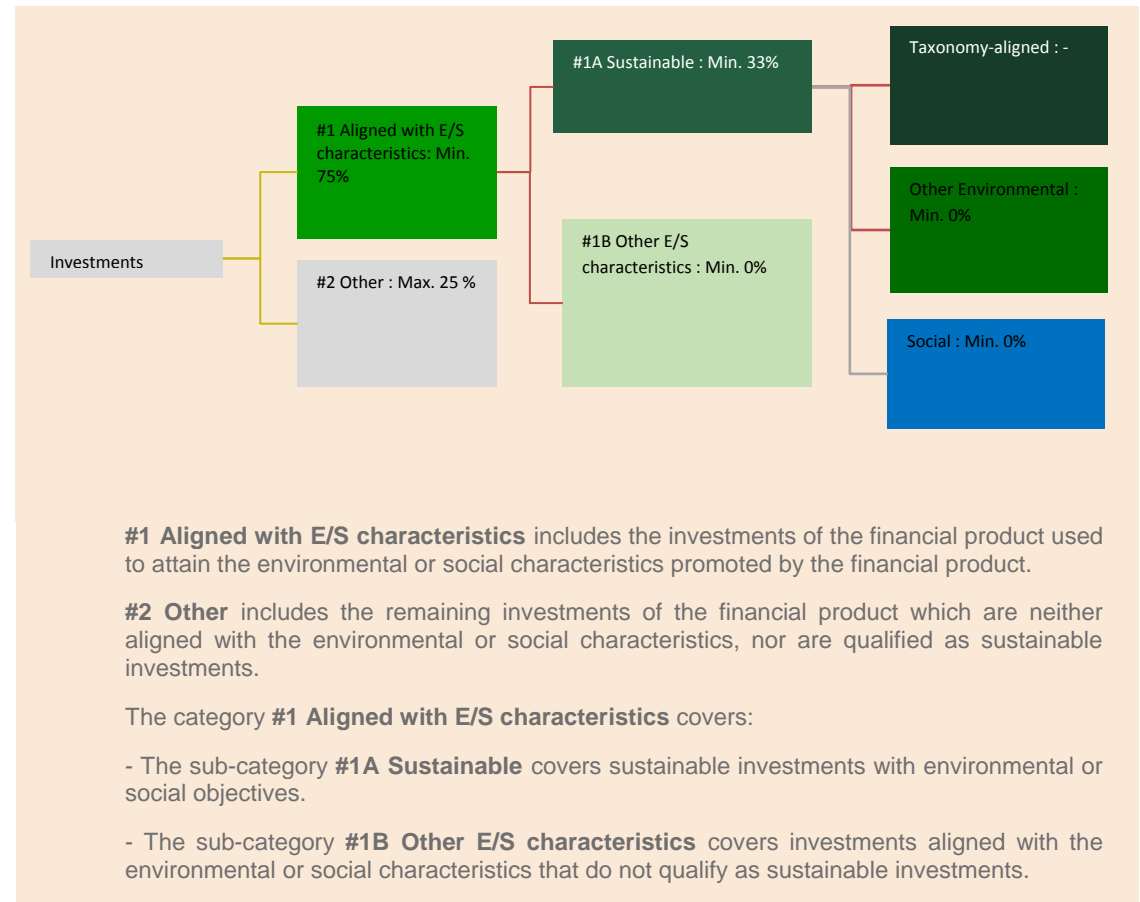 Investments
#1 Aligned with E/S
characteristics: Min.
75%
#2 Other : Max. 25 %
#1A Sustainable : Min. 33%
#1B Other E/S
characteristics : Min. 0%
Taxonomy-aligned : -
Other Environmental :
Min. 0%
Social : Min. 0%
#1 Aligned with E/S characteristics includes the investments of the financial product used
to attain the environmental or social characteristics promoted by the financial product.
#2 Other includes the remaining investments of the financial product which are neither
aligned with the environmental or social characteristics, nor are qualified as sustainable
investments.
The category #1 Aligned with E/S characteristics covers:
- The sub-category #1A Sustainable covers sustainable investments with environmental or
social objectives.
- The sub-category #1B Other E/S characteristics covers investments aligned with the
environmental or social characteristics that do not qualify as sustainable investments.